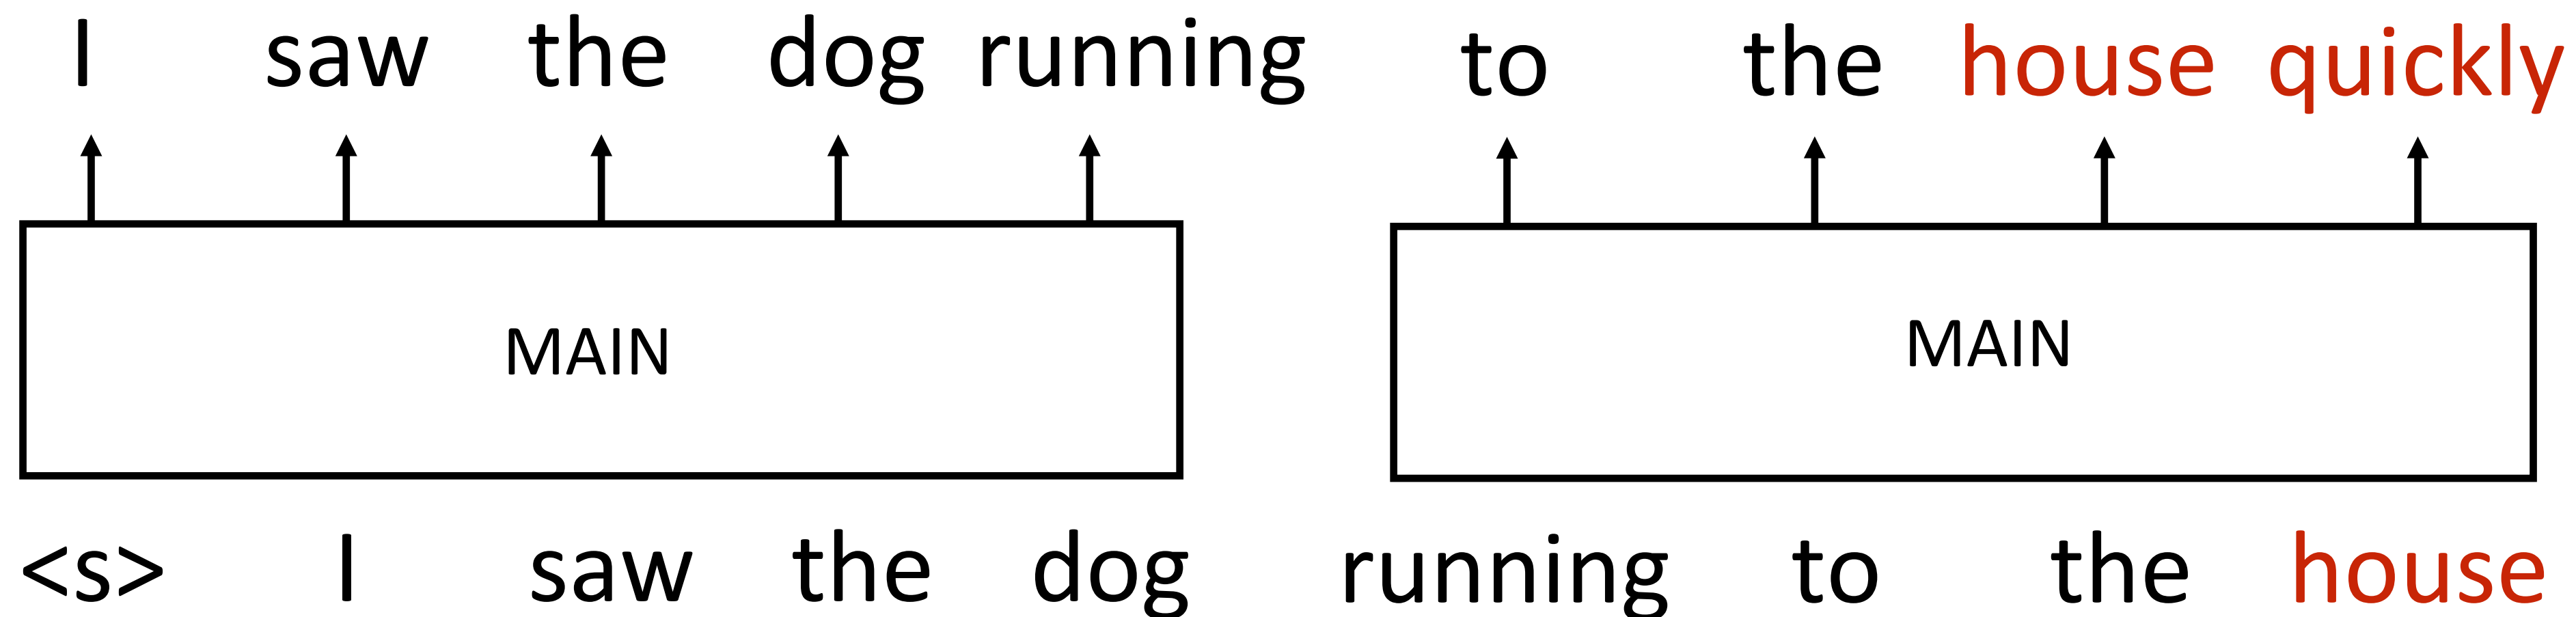 I saw the dog running to the house quickly
MAIN MAIN
<s> I saw the dog running to the house